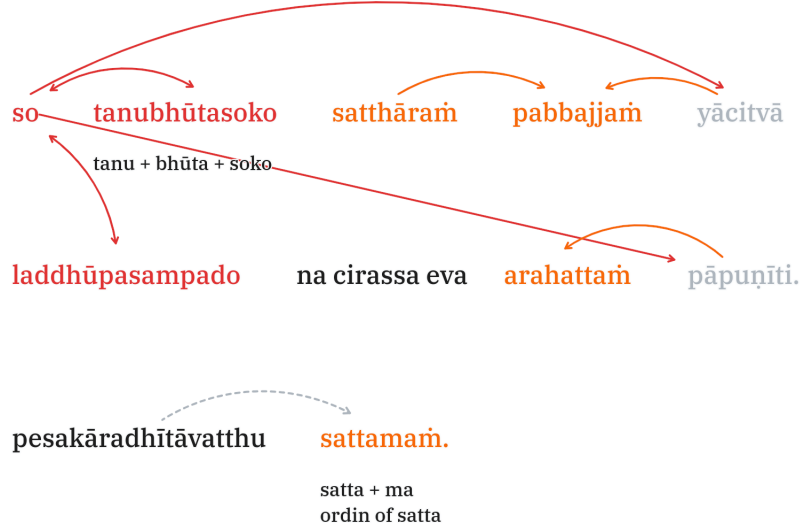 so tanubhūtasoko satthāraṁ pabbajjaṁ yācitvā
tanu + bhūta + soko
laddhūpasampado na cirassa eva arahattaṁ pāpuṇīti.
pesakāradhītāvatthu sattamaṁ.
satta + ma
ordin of satta